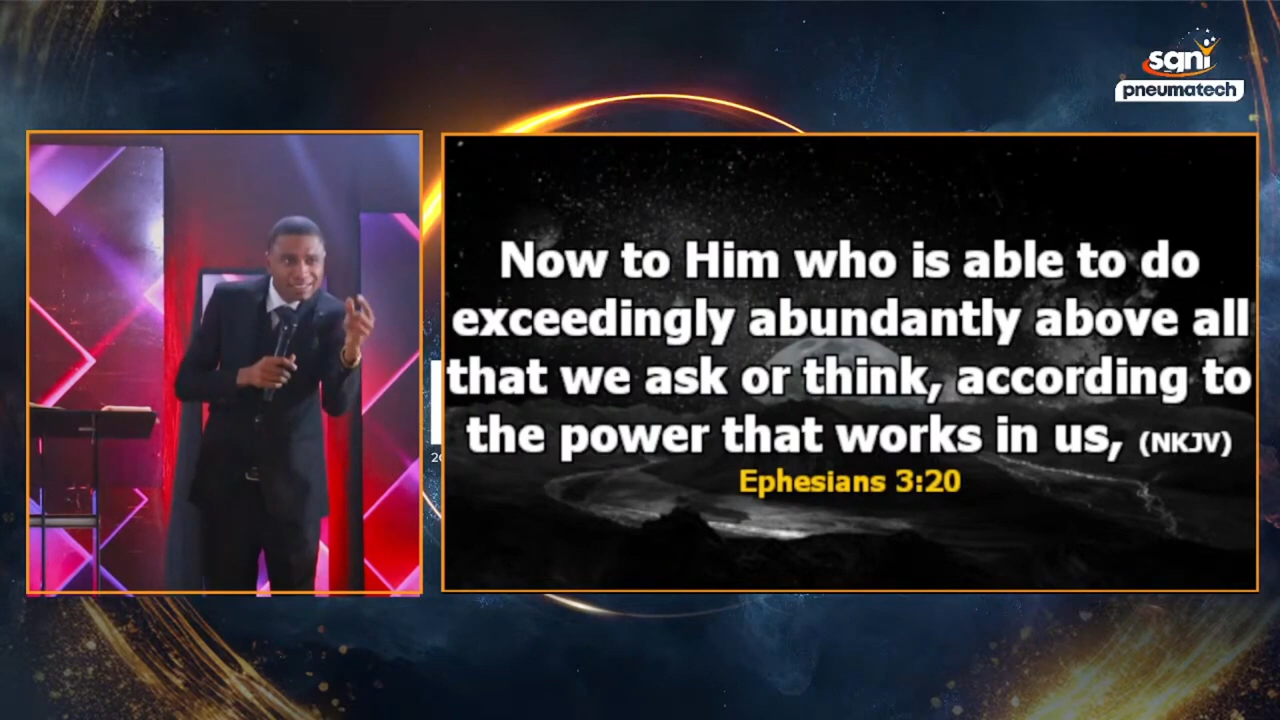 sqni
pneumatech
Now to Him who is able to do
exceedingly abundantly above all
that we ask or think, according to
the power that works in us, (NKJV)
Ephesians 3:20